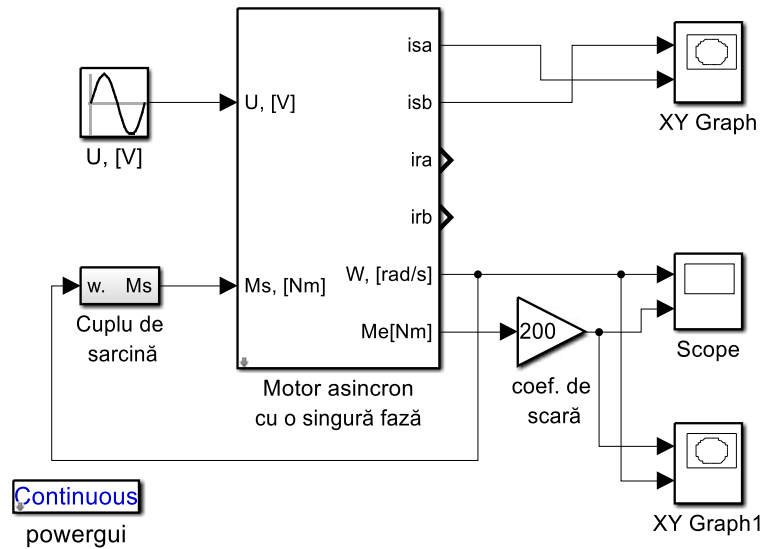 isa
XY Graph
U, [V]
U, [V]
isb
ira
irb
W, [rad/s]
w. Ms
Ms, [Nm]
Cuplu de
sarcină
Me[Nm]
200
Scope
Motor asincron
cu o singură fază
coef. de
scară
Continuous
powergui
XY Graph1